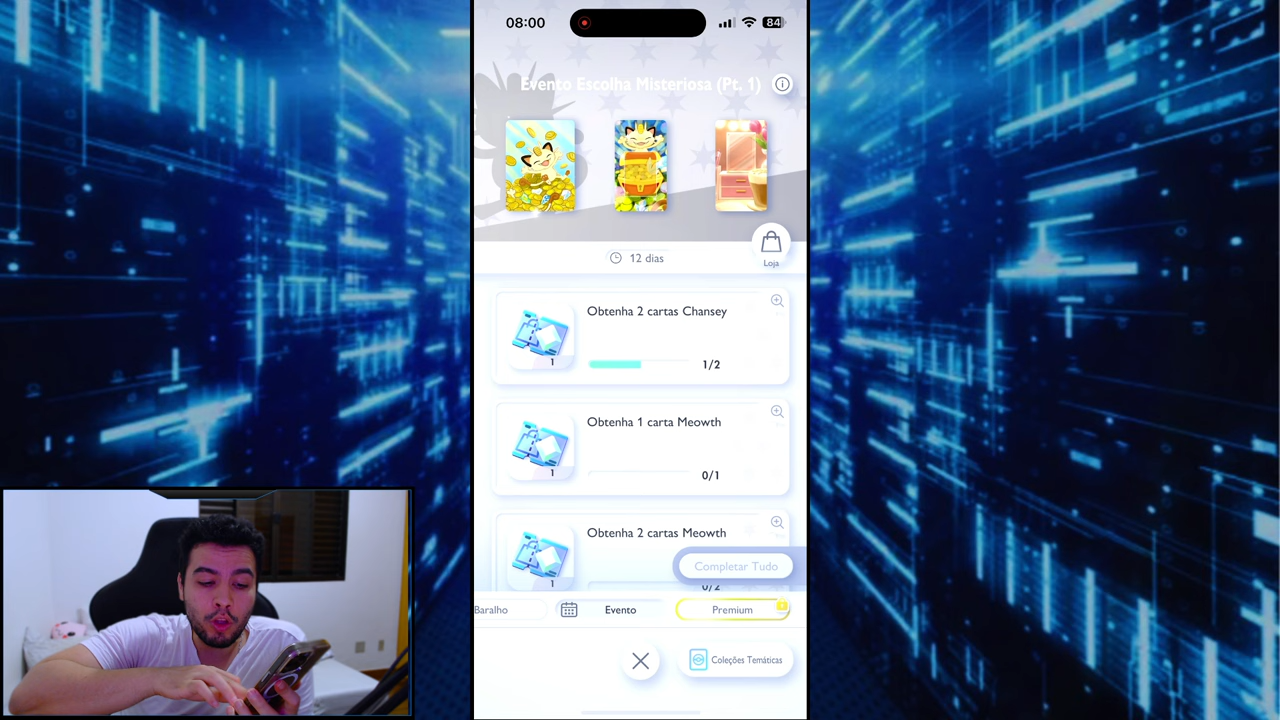 08:00
84
Evento Escolha Misteriosa (Pt. 1)
Loja
12 dias
Obtenha 2 cartas Chansey
1
1/2
Obtenha 1 carta Meowth
1
0/1
Obtenha 2 cartas Meowth
1
0/2
Completar Tudo
Baralho
Evento
Premium
Coleções Temáticas